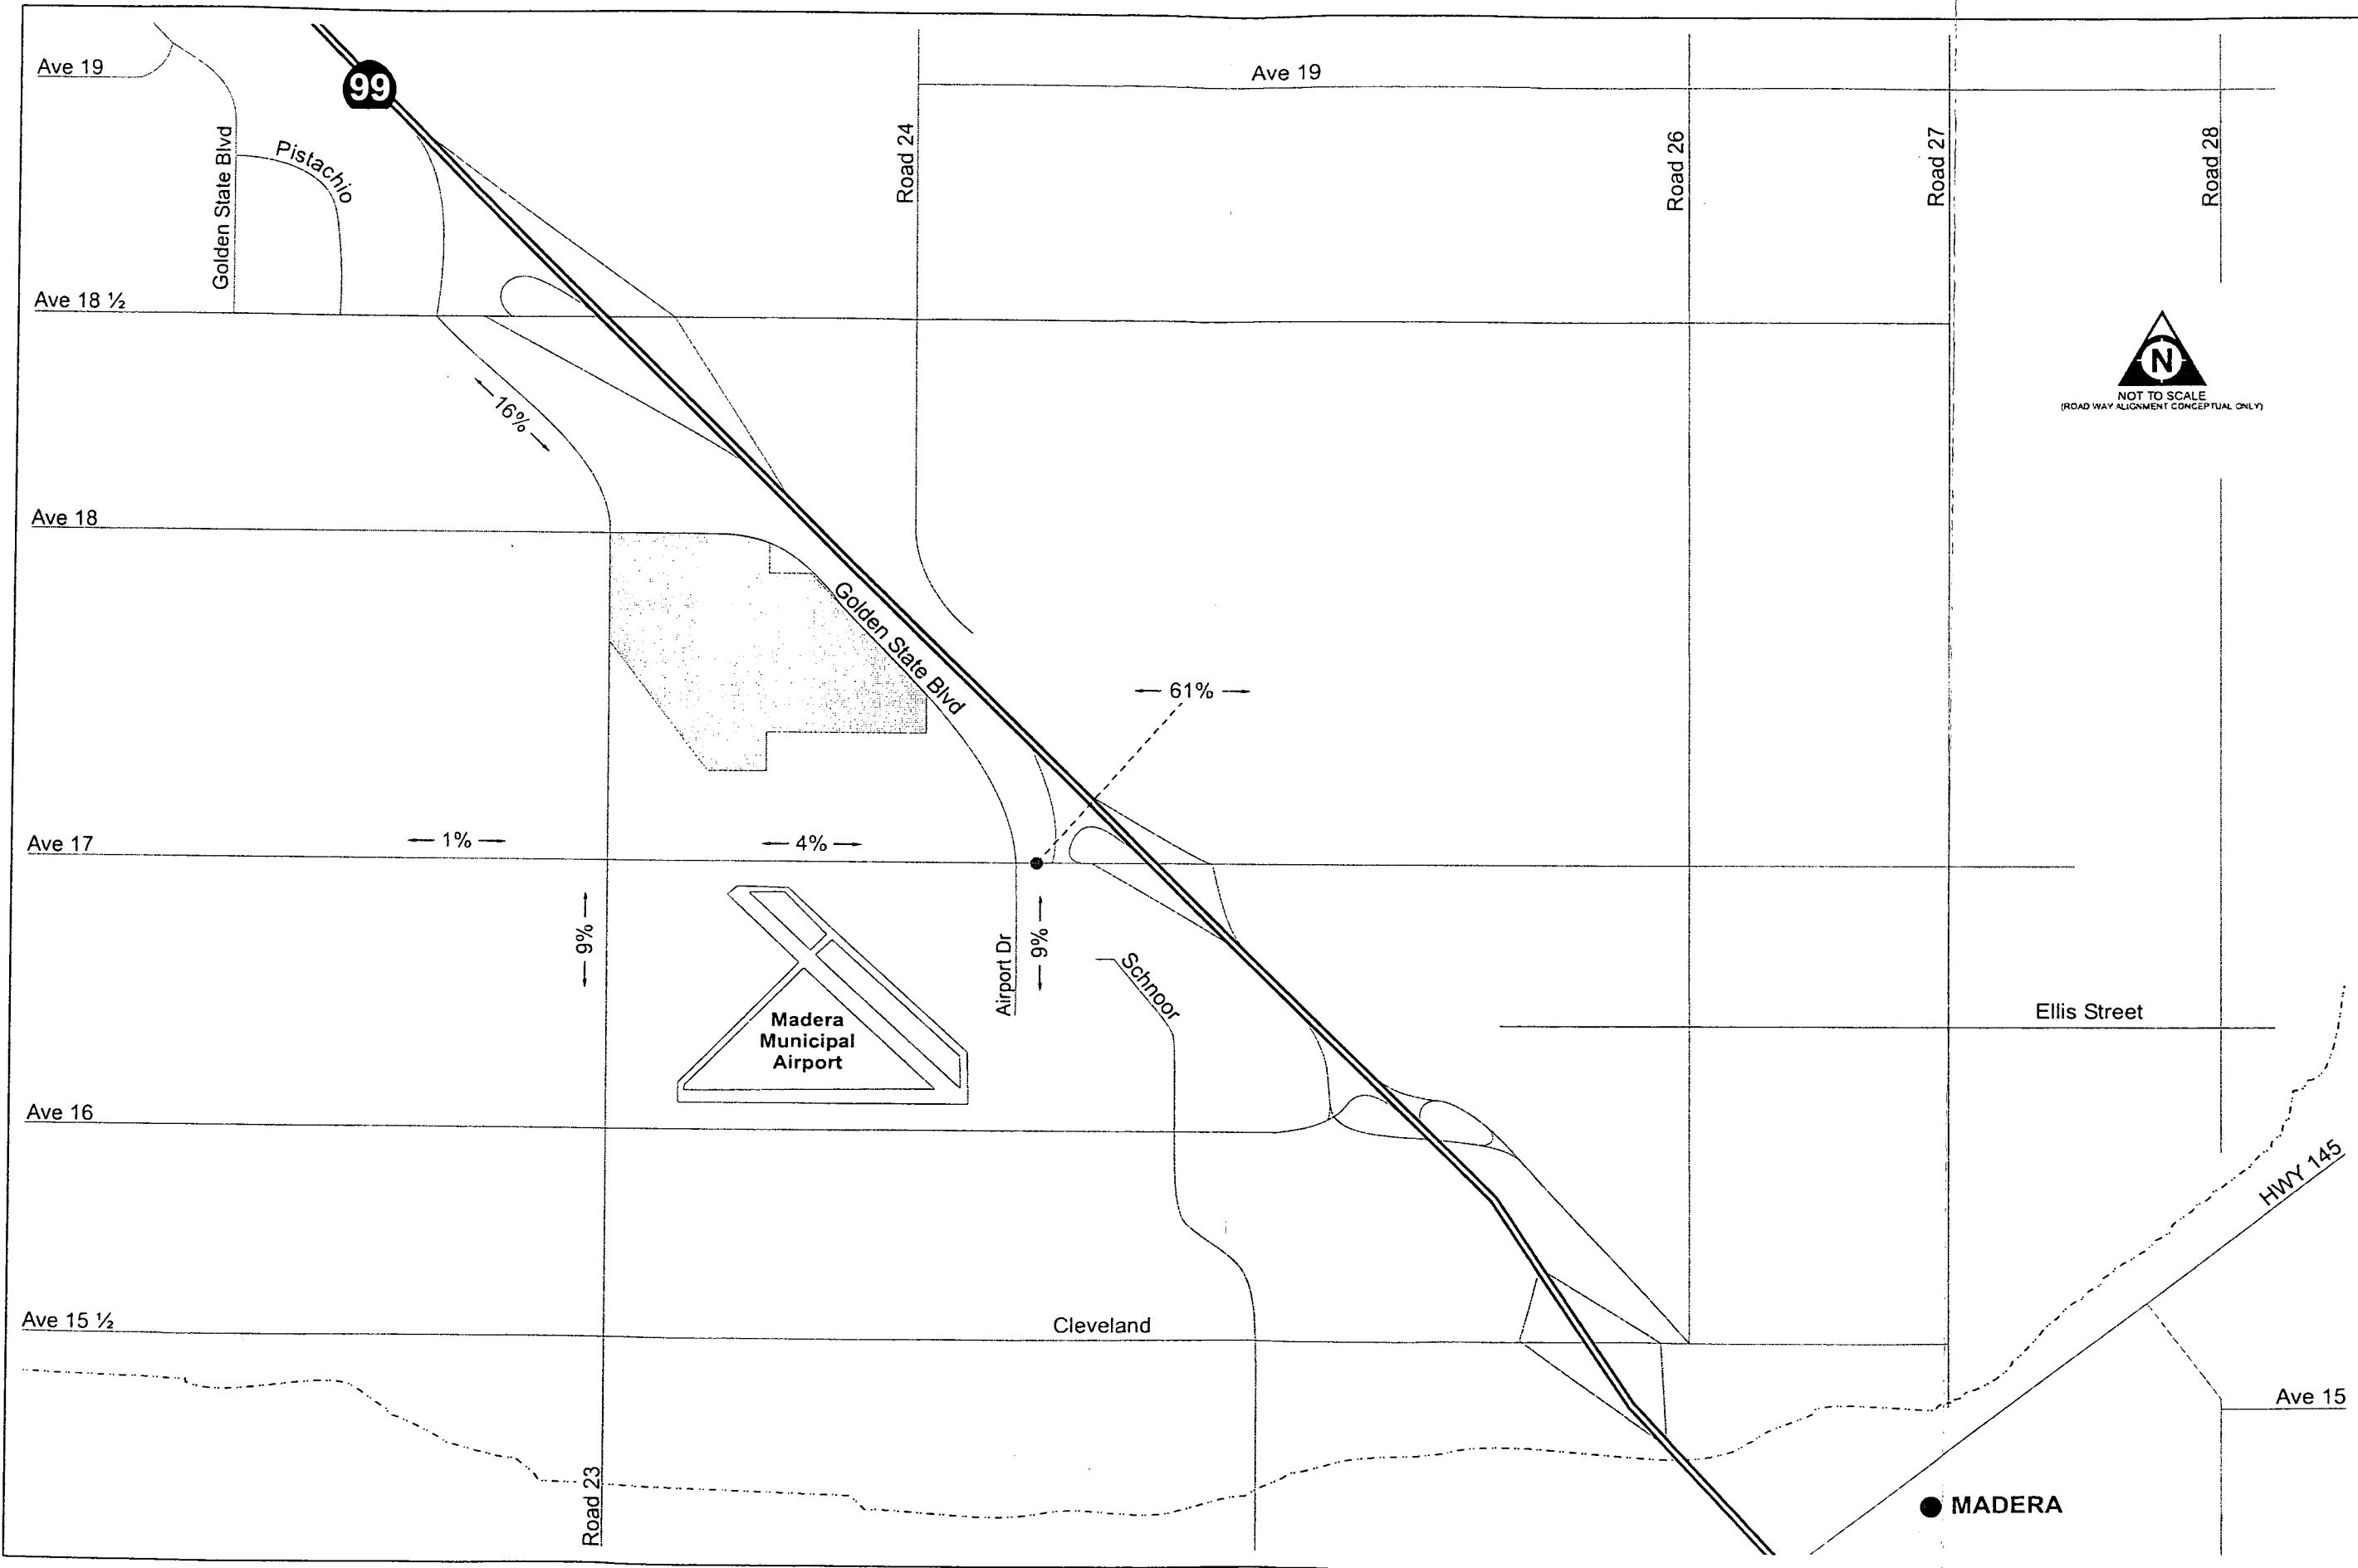 Ave 19
99
Ave 19
Golden State Blvd
Pistachio
Road 24
Road 26
Road 27
Road 28
Ave 18 ½
N
NOT TO SCALE
(ROAD WAY ALIGNMENT CONCEPTUAL ONLY)
16%
Ave 18
Golden State Blvd
61%
Ave 17
1%
4%
9%
Airport Dr
9%
Schnoor
Madera
Municipal
Airport
Ellis Street
Ave 16
HWY 145
Ave 15 ½
Cleveland
Ave 15
Road 23
MADERA